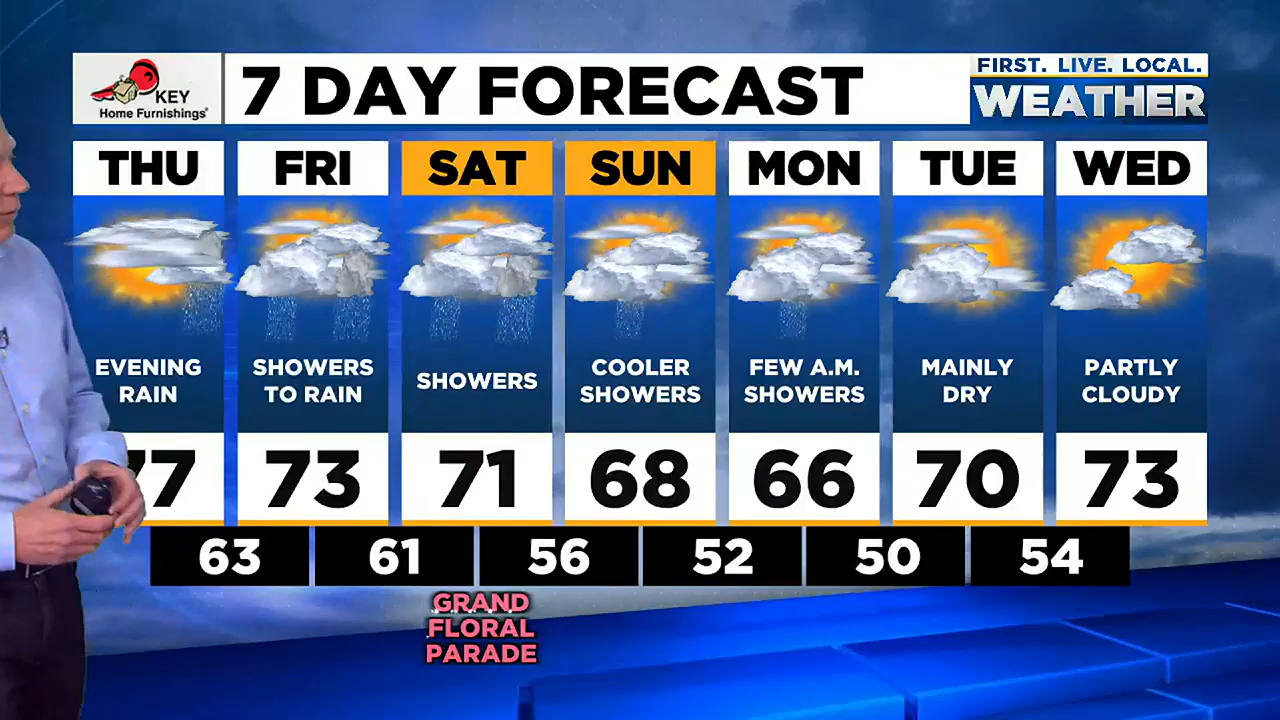 KEY
Home Furnishings
7 DAY FORECAST
FIRST. LIVE. LOCAL.
WEATHER
THU
FRI
SAT
SUN
MON
TUE
WED
EVENING
RAIN
SHOWERS
TO RAIN
SHOWERS
COOLER
SHOWERS
FEW A.M.
SHOWERS
MAINLY
DRY
PARTLY
CLOUDY
77
73
71
68
66
70
73
63
61
56
52
50
54
GRAND
FLORAL
PARADE